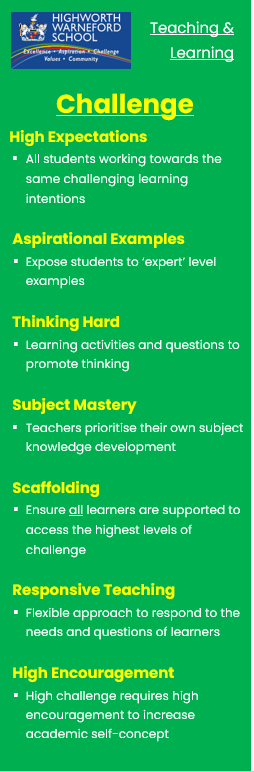 HIGHWORTH
WARNEFORD
SCHOOL
Excellence • Aspiration • Challenge
Values • Community
Teaching &
Learning
Challenge
High Expectations
▪ All students working towards the
same challenging learning
intentions
Aspirational Examples
▪ Expose students to ‘expert’ level
examples
Thinking Hard
▪ Learning activities and questions to
promote thinking
Subject Mastery
▪ Teachers prioritise their own subject
knowledge development
Scaffolding
▪ Ensure all learners are supported to
access the highest levels of
challenge
Responsive Teaching
▪ Flexible approach to respond to the
needs and questions of learners
High Encouragement
▪ High challenge requires high
encouragement to increase
academic self-concept